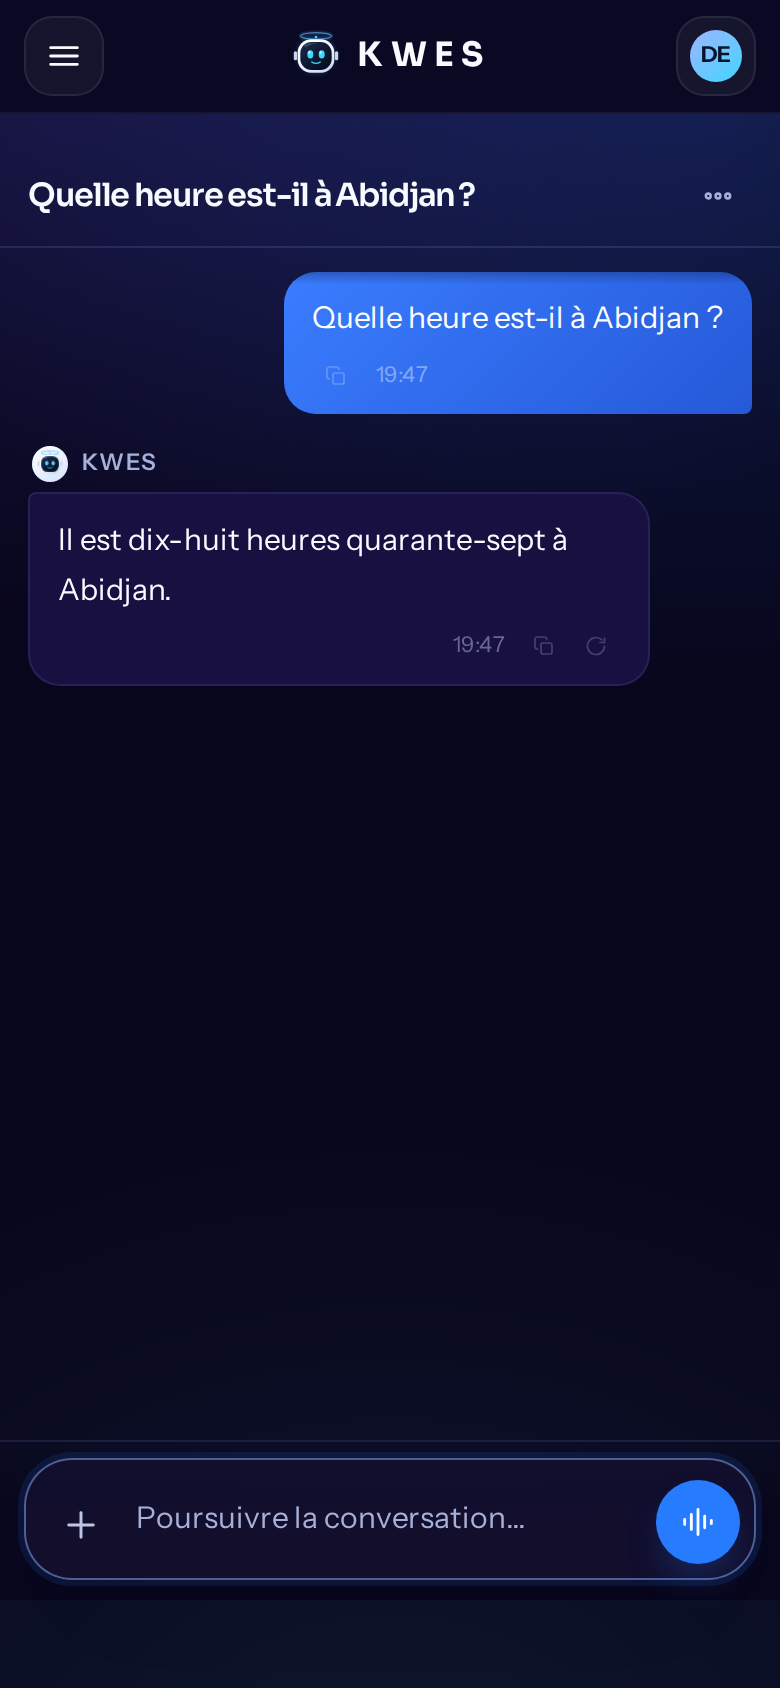 KWES
DE
Quelle heure est-il à Abidjan ?
Quelle heure est-il à Abidjan ?
19:47
KWES
Il est dix-huit heures quarante-sept à
Abidjan.
19:47
Poursuivre la conversation...